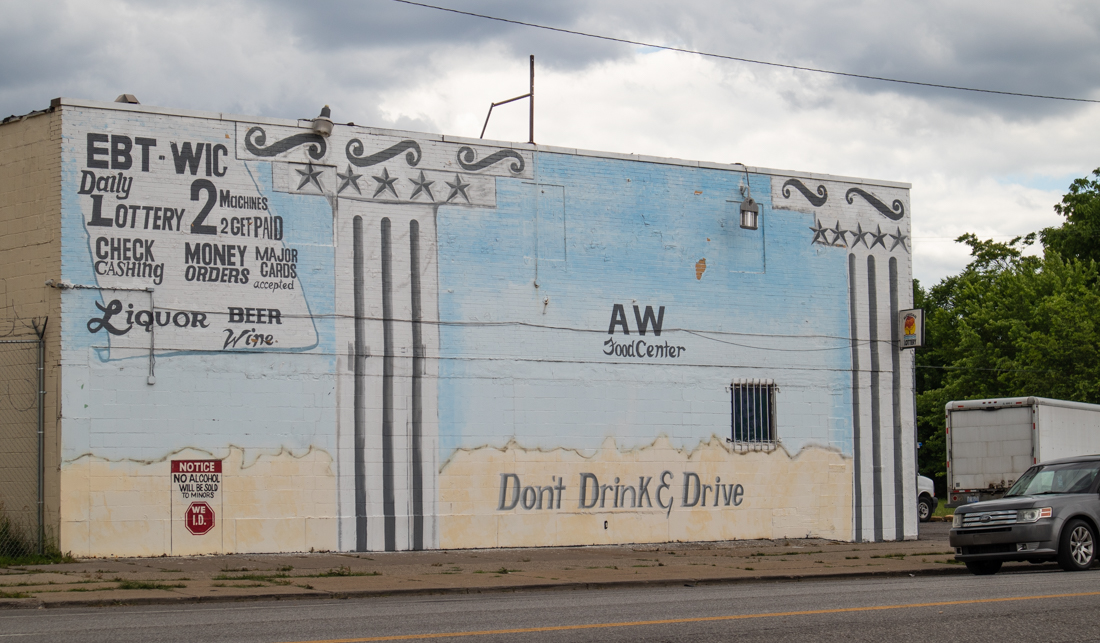 EBT-WIC
Daily
LOTTERY 2 MACHINES
2 GET PAID
CHECK
CASHING
MONEY
ORDERS
MAJOR
CARDS
accepted
LIQUOR
BEER
Wine
AW
Food Center
NOTICE
NO ALCOHOL
WILL BE SOLD
TO MINORS
WE
I.D.
Don't Drink & Drive